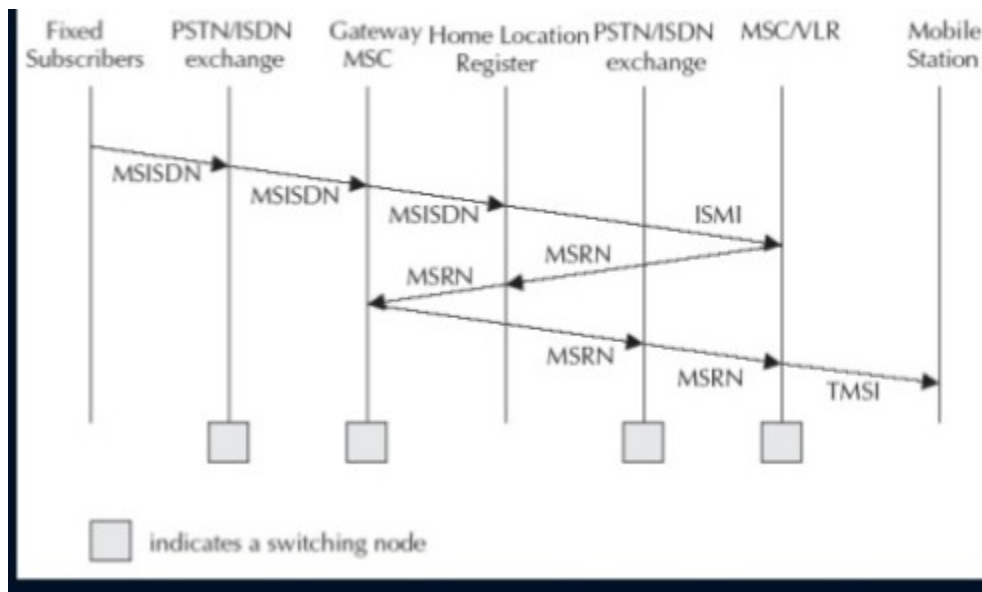 Fixed Subscribers
PSTN/ISDN exchange
Gateway MSC
Home Location Register
PSTN/ISDN exchange
MSC/VLR
Mobile Station
MSISDN
MSISDN
MSISDN
ISMI
MSRN
MSRN
MSRN
MSRN
TMSI
indicates a switching node